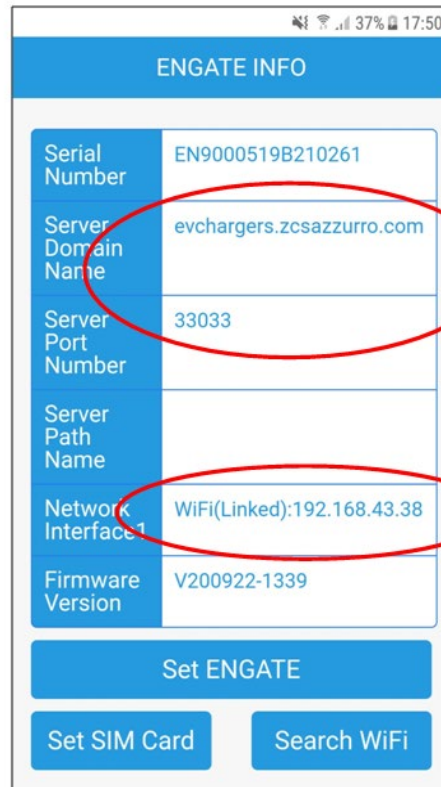 37% 17:50
ENGATE INFO
Serial Number EN9000519B210261
Server Domain Name evchargers.zcsazzurro.com
Server Port Number 33033
Server Path Name
Network Interface1 WiFi(Linked):192.168.43.38
Firmware Version V200922-1339
Set ENGATE
Set SIM Card Search WiFi